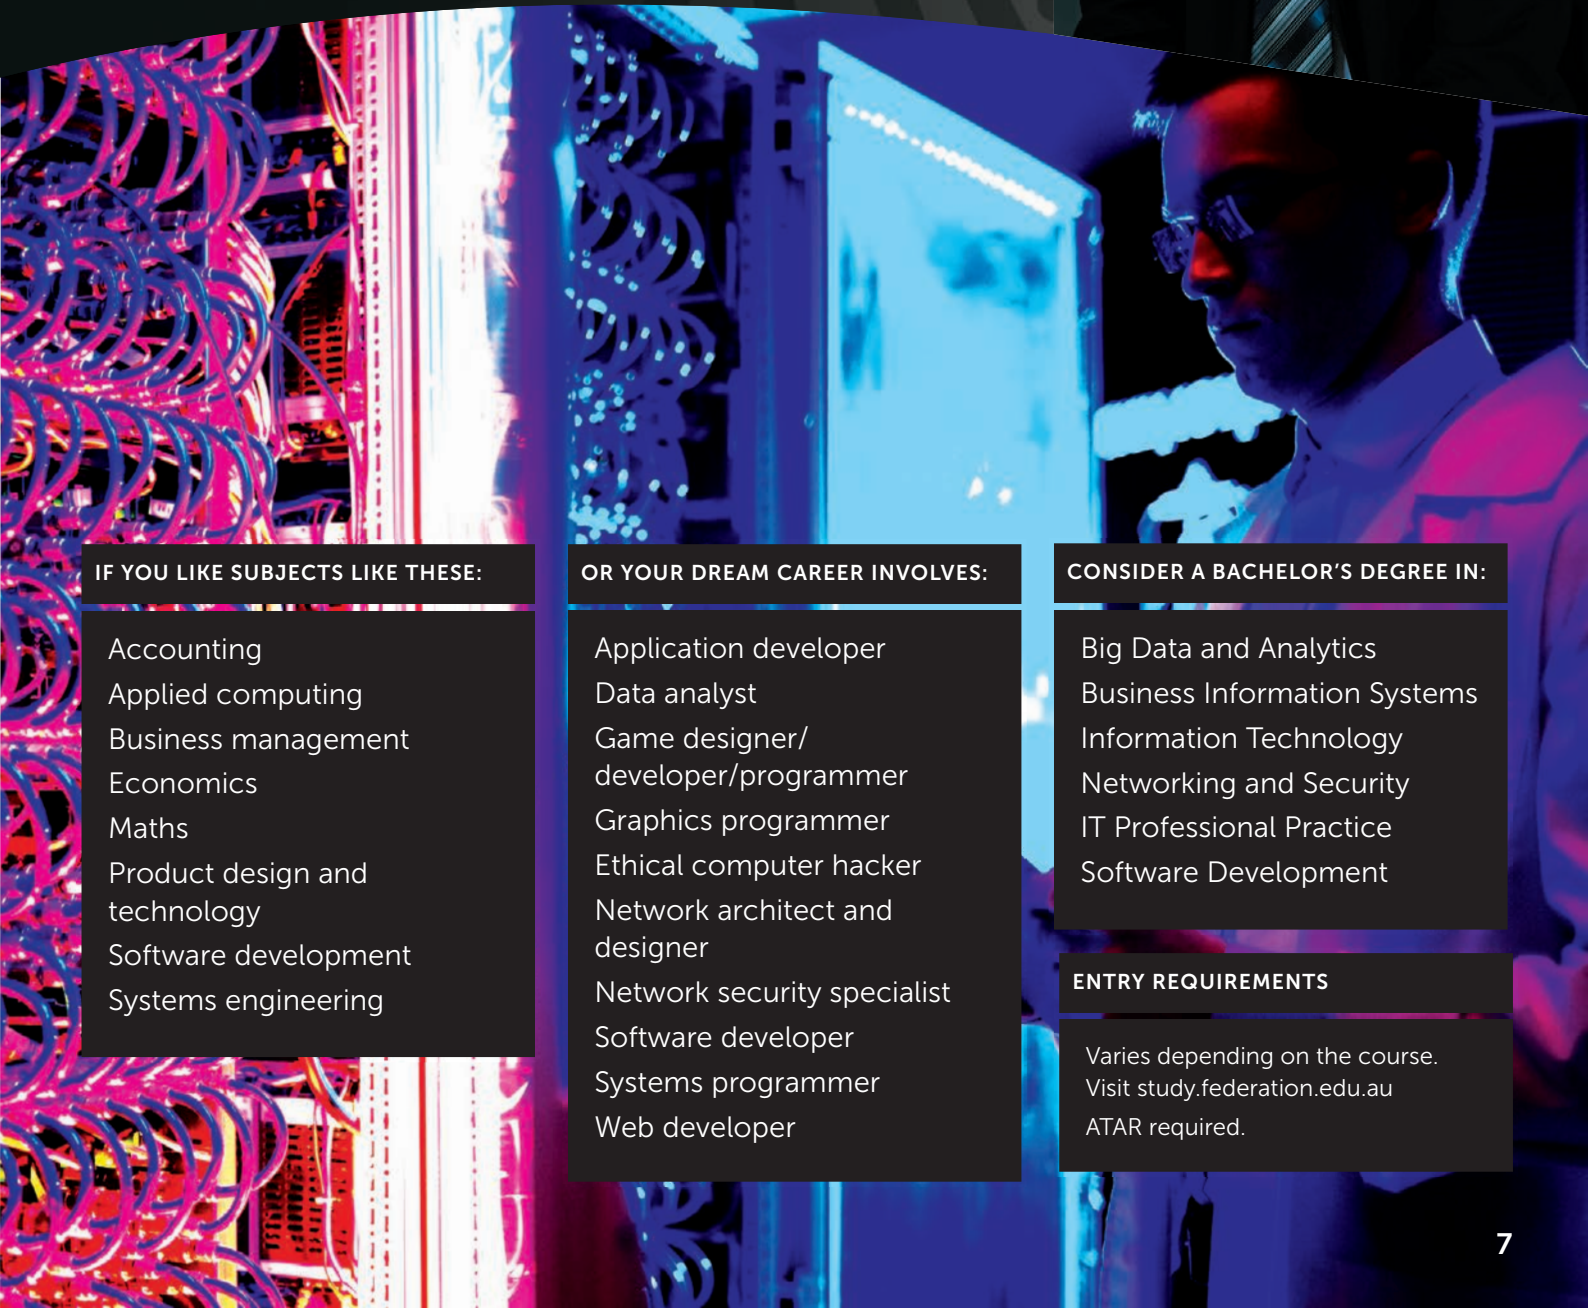 IF YOU LIKE SUBJECTS LIKE THESE:
Accounting
Applied computing
Business management
Economics
Maths
Product design and
technology
Software development
Systems engineering
OR YOUR DREAM CAREER INVOLVES:
Application developer
Data analyst
Game designer/
developer/programmer
Graphics programmer
Ethical computer hacker
Network architect and
designer
Network security specialist
Software developer
Systems programmer
Web developer
CONSIDER A BACHELOR’S DEGREE IN:
Big Data and Analytics
Business Information Systems
Information Technology
Networking and Security
IT Professional Practice
Software Development
ENTRY REQUIREMENTS
Varies depending on the course.
Visit study.federation.edu.au
ATAR required.
7